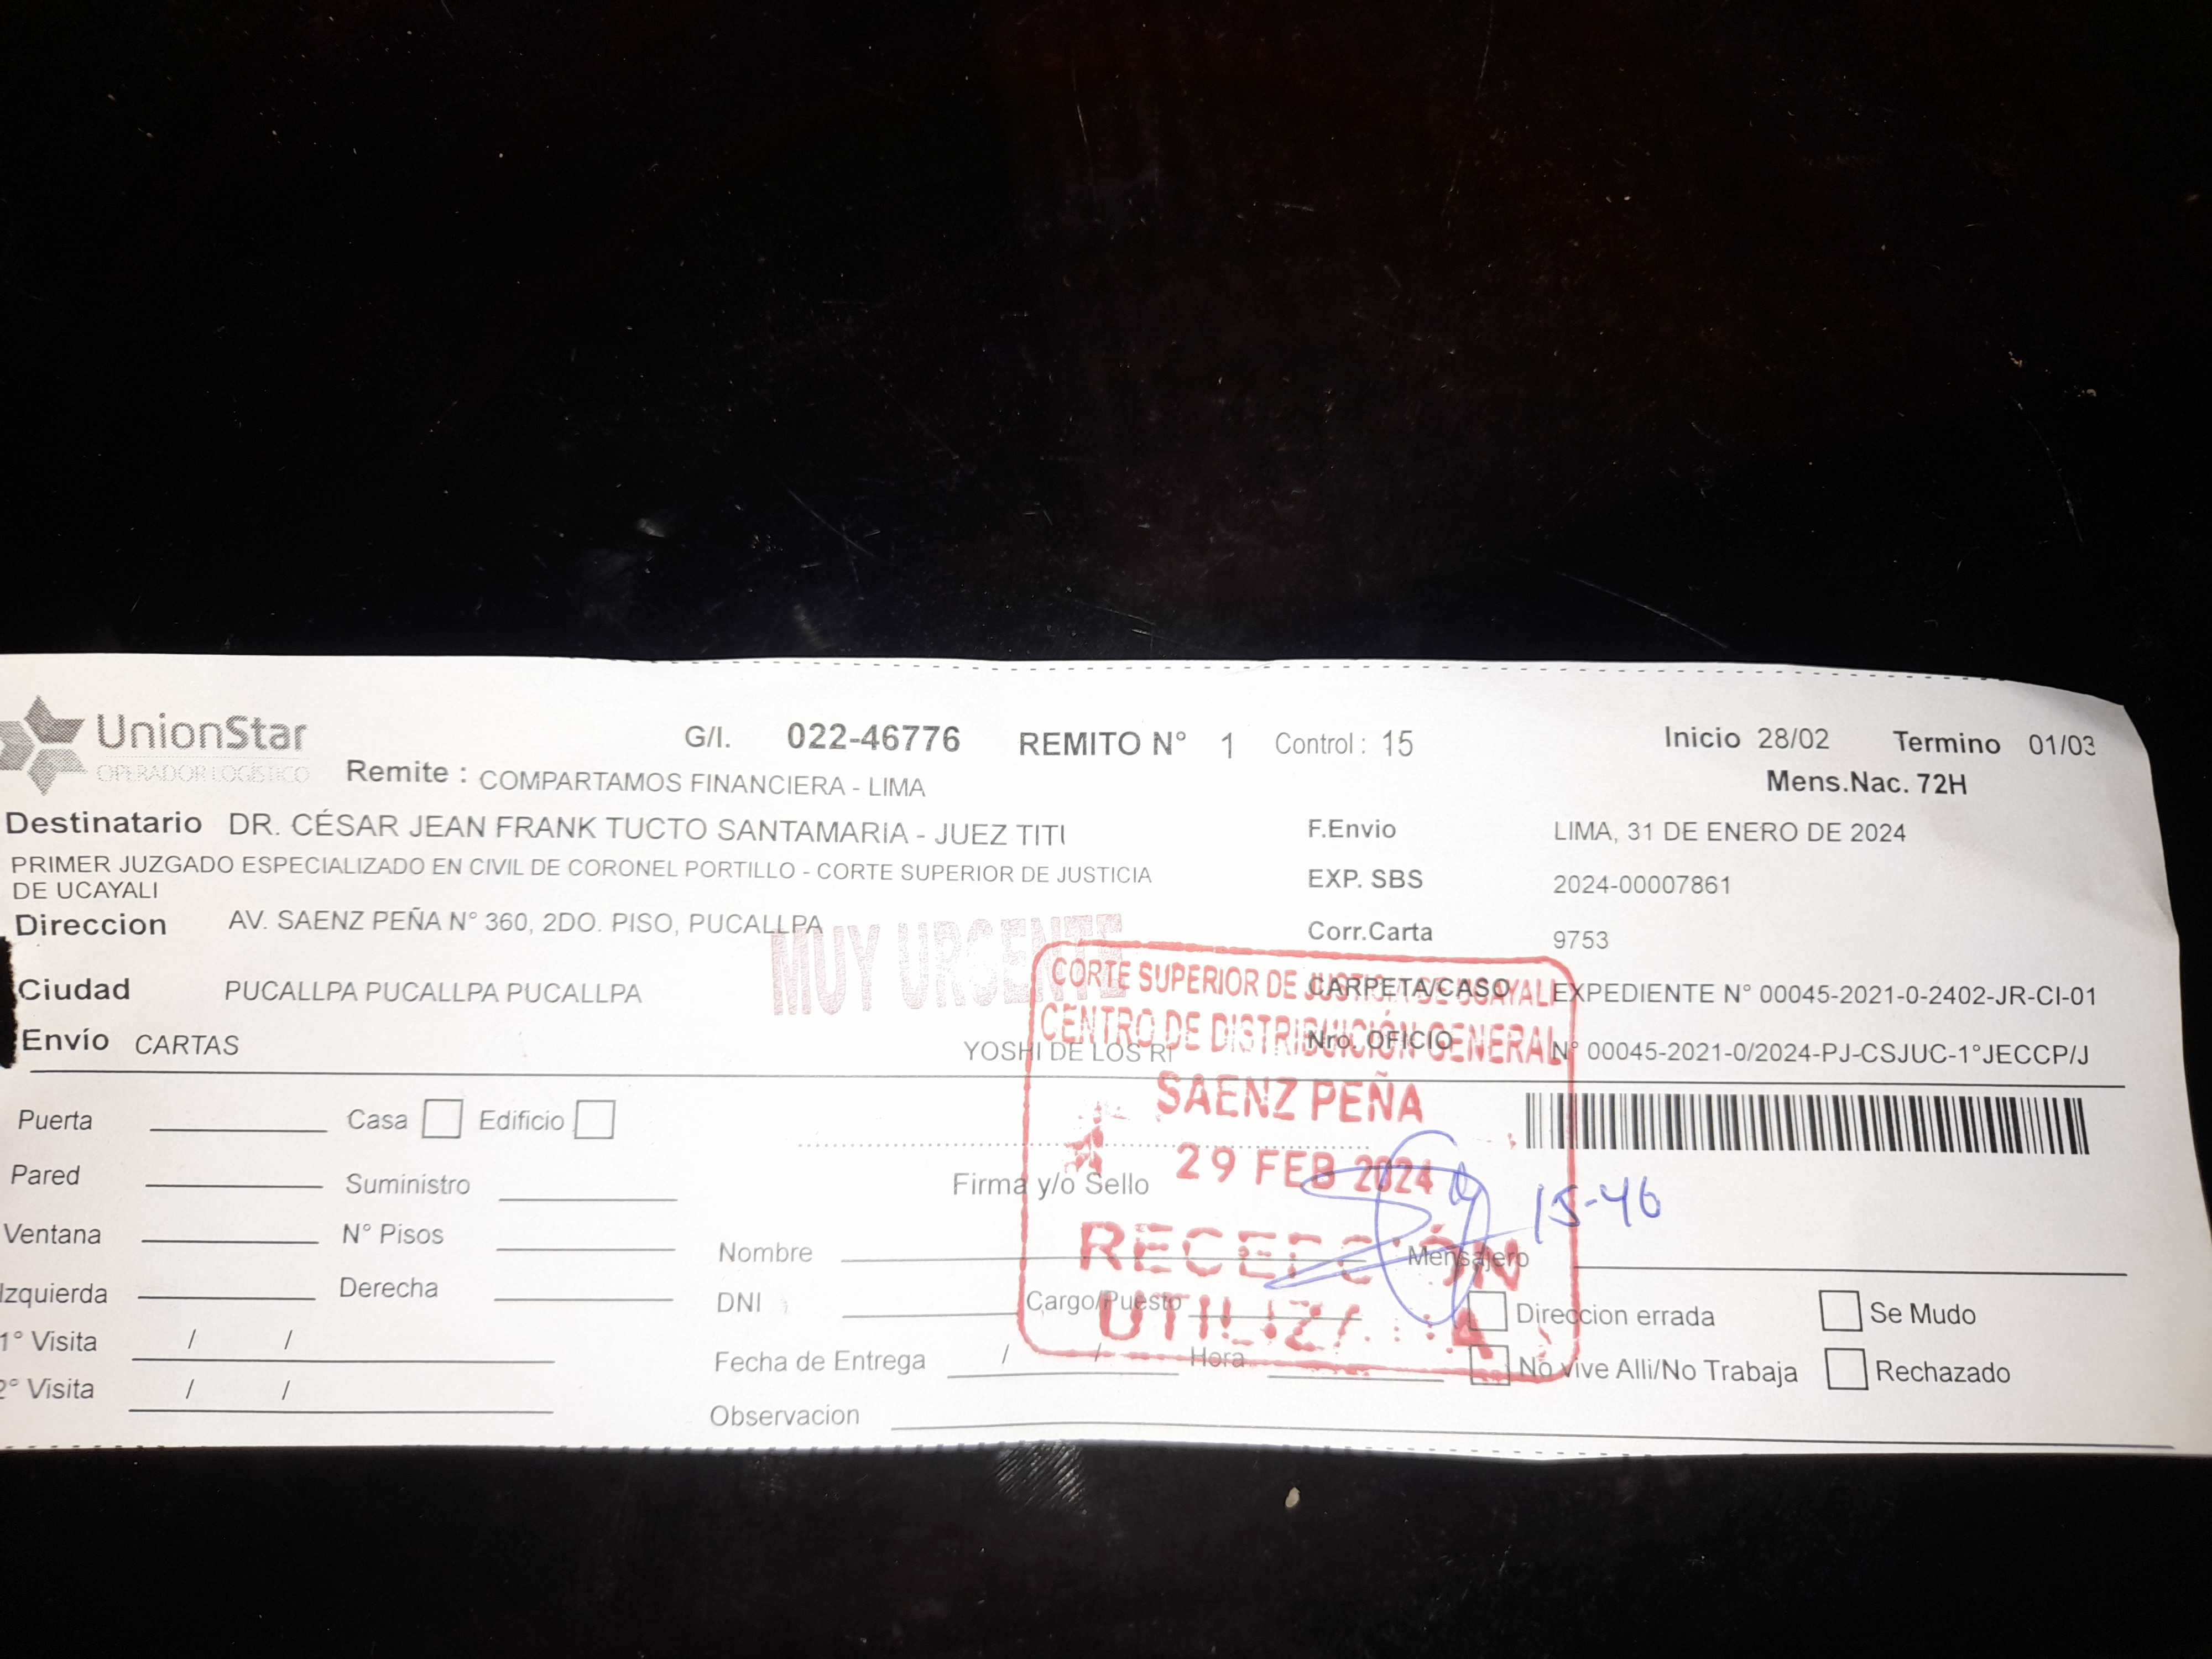 UnionStar
OPERADOR LOGÍSTICO
G/I. 022-46776 REMITO N° 1 Control : 15
Inicio 28/02 Termino 01/03
Mens.Nac. 72H
Remite : COMPARTAMOS FINANCIERA - LIMA
Destinatario DR. CÉSAR JEAN FRANK TUCTO SANTAMARIA - JUEZ TITU
PRIMER JUZGADO ESPECIALIZADO EN CIVIL DE CORONEL PORTILLO - CORTE SUPERIOR DE JUSTICIA
DE UCAYALI
Direccion AV. SAENZ PEÑA N° 360, 2DO. PISO, PUCALLPA
Ciudad PUCALLPA PUCALLPA PUCALLPA
Envío CARTAS
YOSHI DE LOS RI
F.Envio LIMA, 31 DE ENERO DE 2024
EXP. SBS 2024-00007861
Corr.Carta 9753
CARPETA/CASO EXPEDIENTE N° 00045-2021-0-2402-JR-CI-01
Nro. OFICIO N° 00045-2021-0/2024-PJ-CSJUC-1°JECCP/J
MUY URGENTE
CORTE SUPERIOR DE JUSTICIA DE UCAYALI
CENTRO DE DISTRIBUICIÓN GENERAL
SAENZ PEÑA
29 FEB 2024
RECEPCIÓN
15-46
Puerta Casa Edificio
Pared Suministro
Ventana N° Pisos
Izquierda Derecha
1° Visita / /
2° Visita / /
Firma y/o Sello
Nombre
DNI Cargo/Puesto
Fecha de Entrega / / Hora
Observacion
Mensajero
Direccion errada Se Mudo
No vive Alli/No Trabaja Rechazado